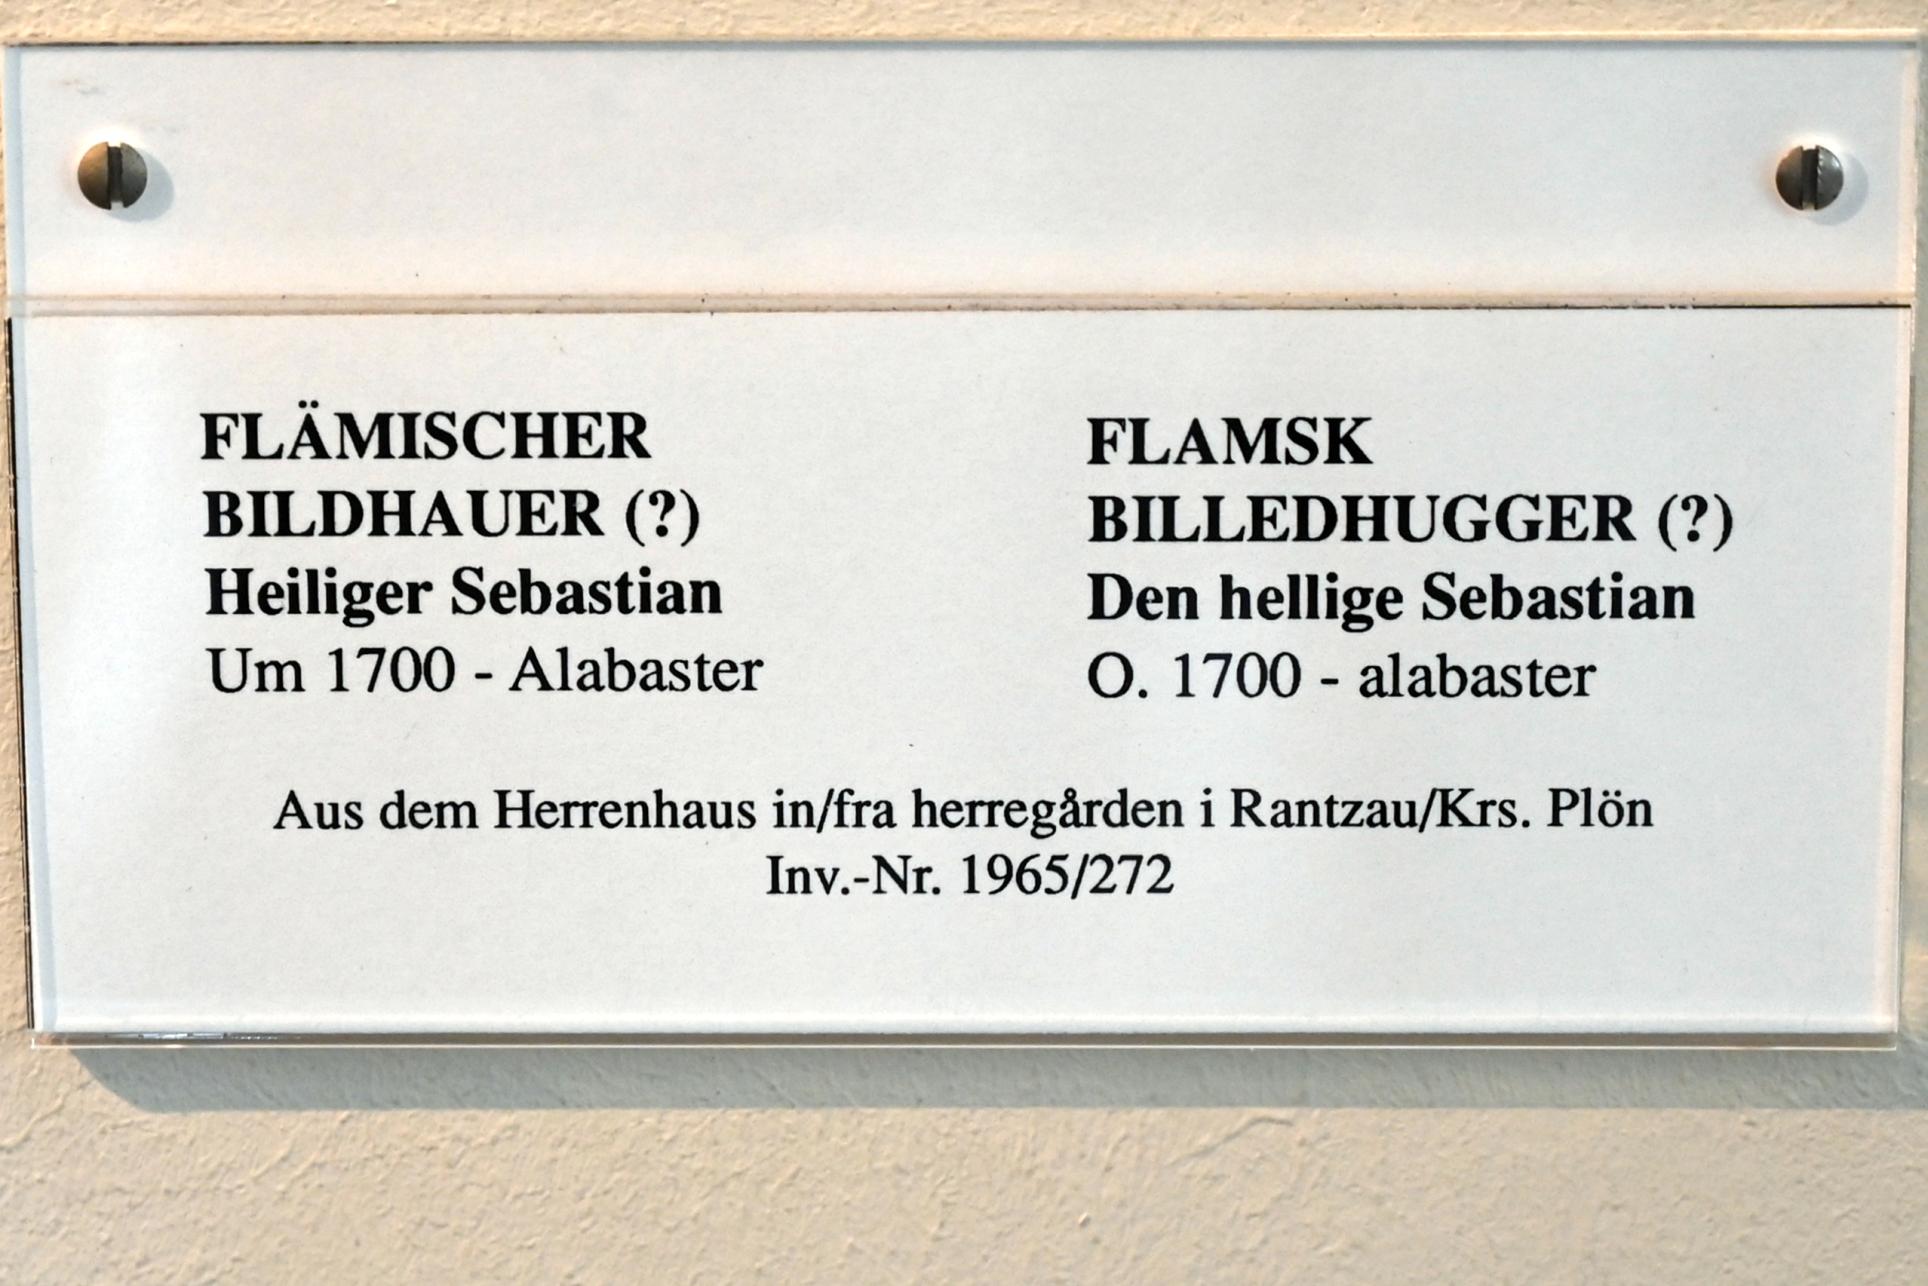 FLÄMISCHER
BILDHAUER (?)
Heiliger Sebastian
Um 1700 - Alabaster
FLAMSK
BILLEDHUGGER (?)
Den hellige Sebastian
O. 1700 - alabaster
Aus dem Herrenhaus in/fra herregården i Rantzau/Krs. Plön
Inv.-Nr. 1965/272